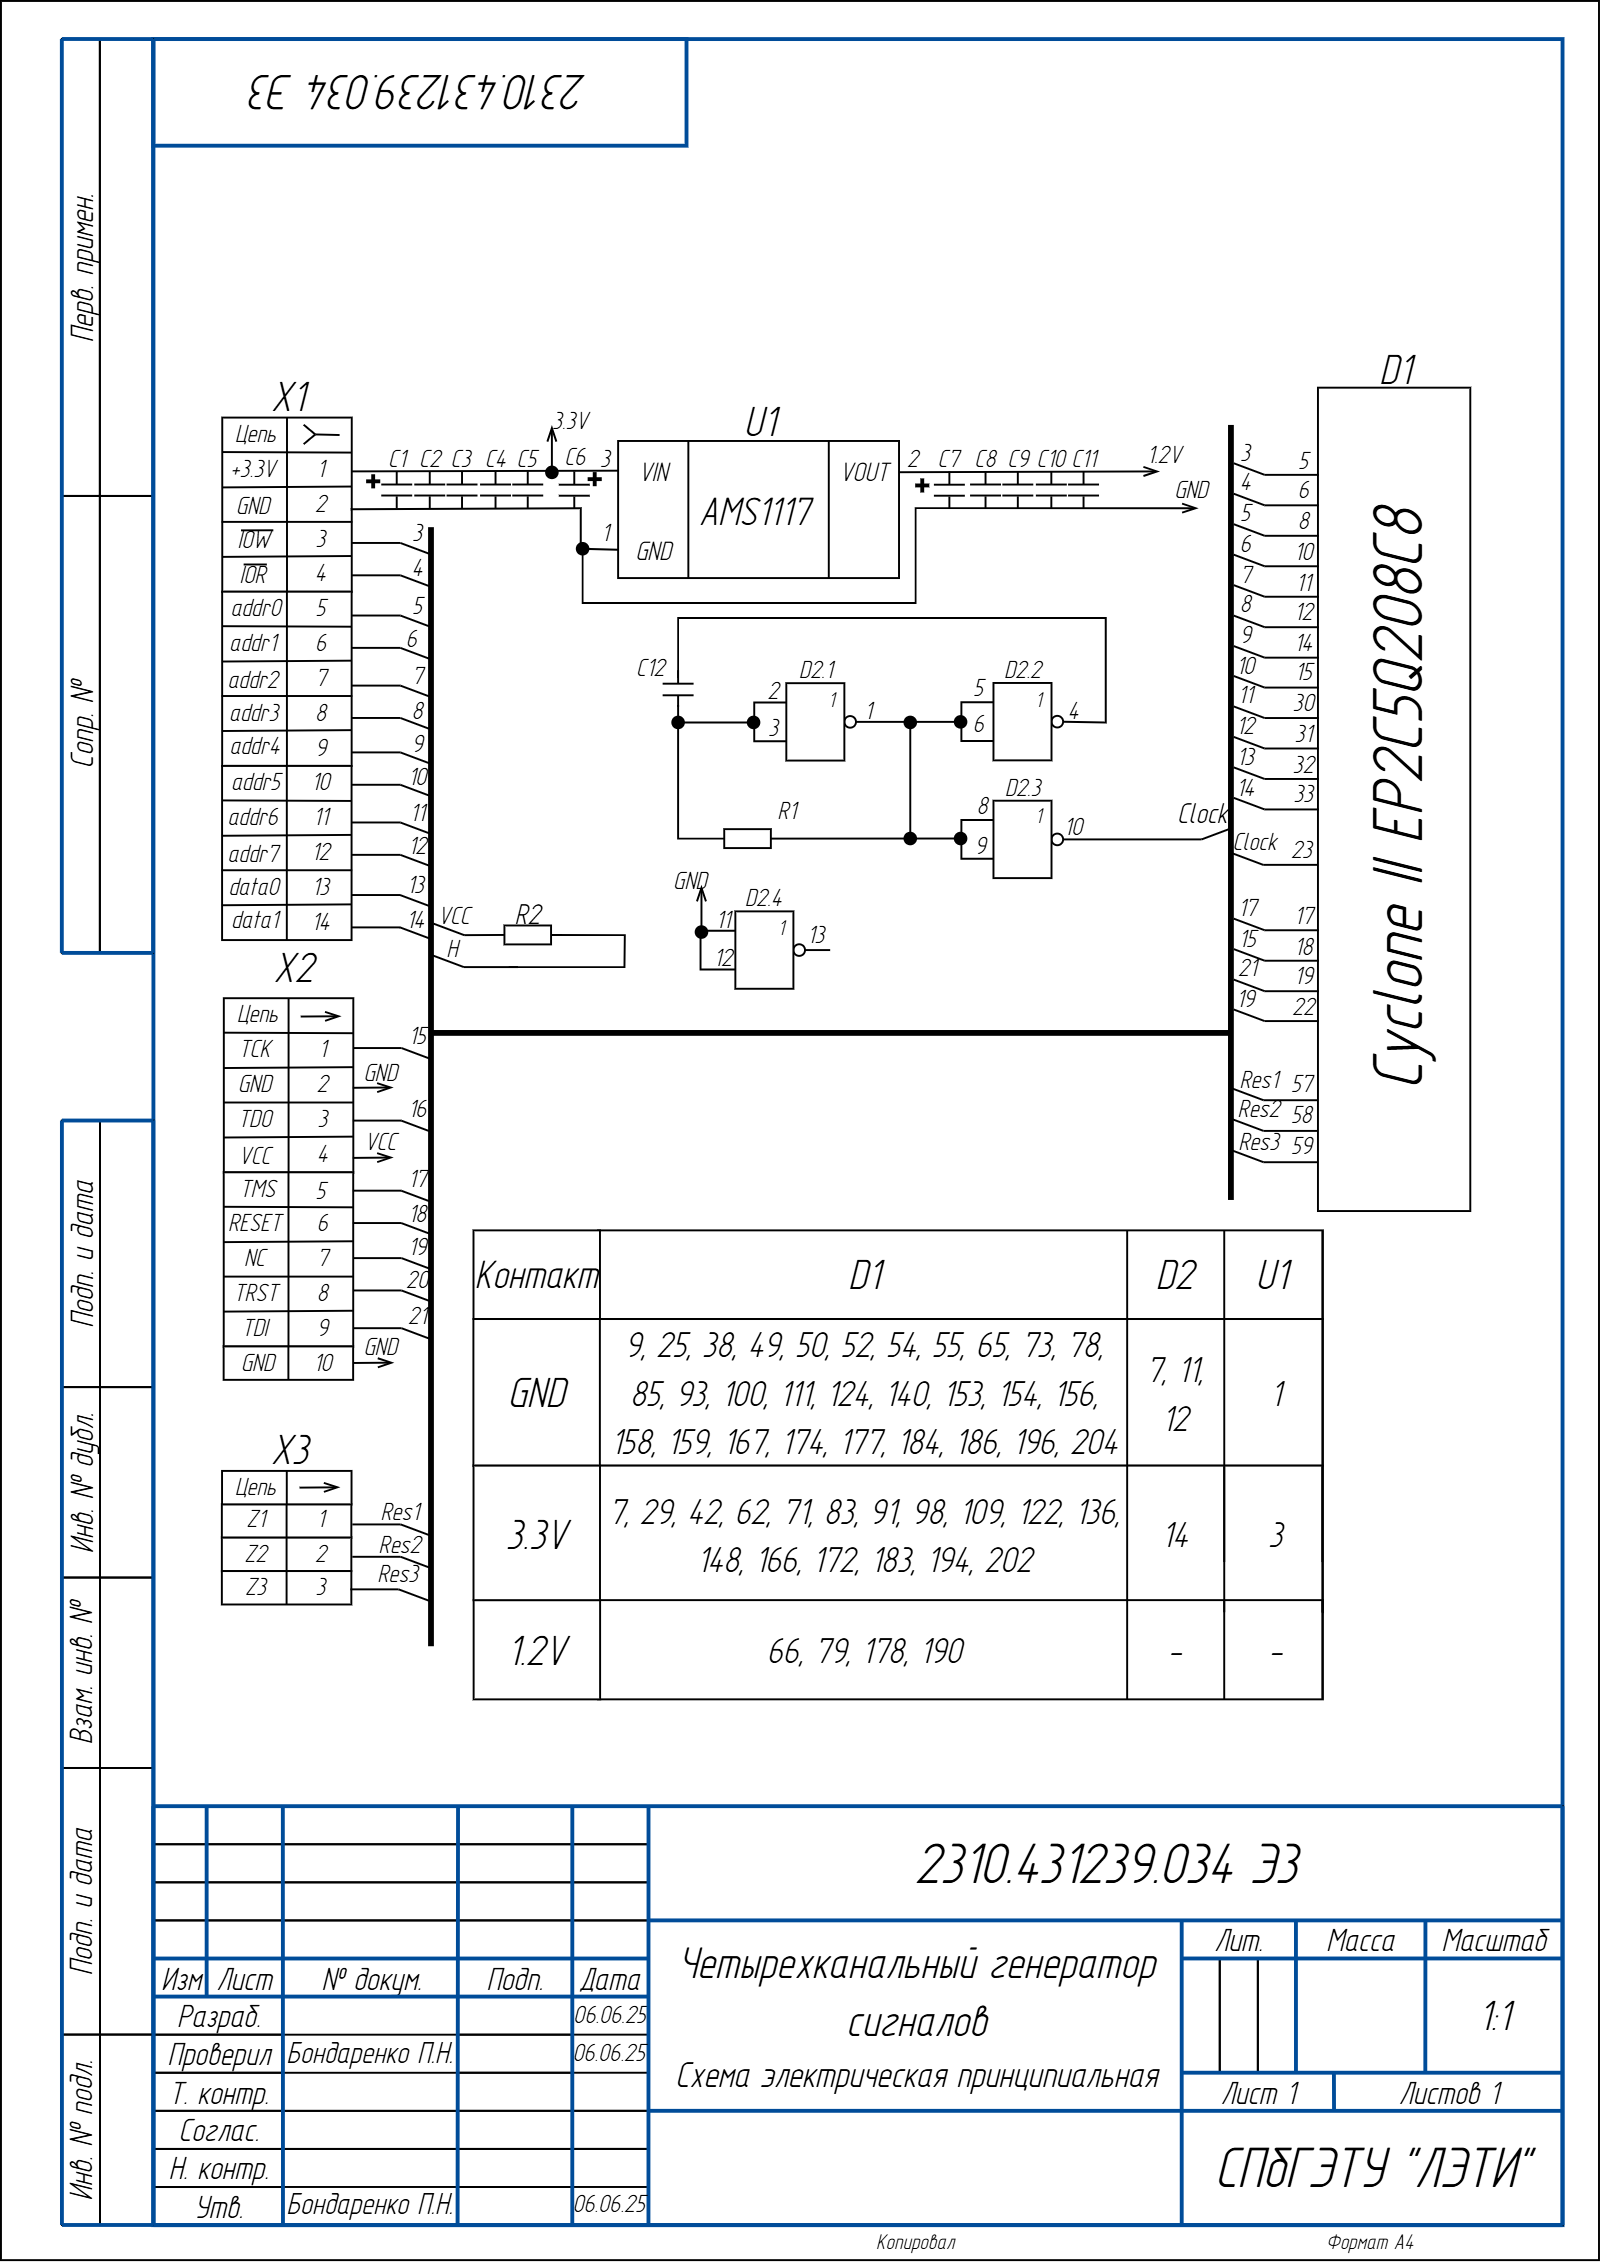 2310.431239.034 Э3
Перв. примен.
Сопр. №
Подп. и дата
Инв. № дубл.
Взам. инв. №
Подп. и дата
Инв. № подл.
X1
Цепь
+3.3V 1
GND 2
IOW 3
IOR 4
addr0 5
addr1 6
addr2 7
addr3 8
addr4 9
addr5 10
addr6 11
addr7 12
data0 13
data1 14
3
4
5
6
7
8
9
10
11
12
13
14
C1 C2 C3 C4 C5 3.3V C6 3
+ +
1
U1
VIN AMS1117 VOUT
GND
2 C7 C8 C9 C10 C11 1.2V
+ GND
C12
D2.1
2 1 1
3
D2.2
5 1 4
6
R1
D2.3
8 1 10
9
Clock
GND
D2.4
11 1 13
12
VCC R2
H
X2
Цепь
TCK 1 15
GND 2 GND
TDO 3 16
VCC 4 VCC
TMS 5 17
RESET 6 18
NC 7 19
TRST 8 20
TDI 9 21
GND 10 GND
X3
Цепь
Z1 1 Res1
Z2 2 Res2
Z3 3 Res3
D1
Cyclone II EP2C5Q208C8
3 5
4 6
5 8
6 10
7 11
8 12
9 14
10 15
11 30
12 31
13 32
14 33
Clock 23
17 17
15 18
21 19
19 22
Res1 57
Res2 58
Res3 59
Контакт D1 D2 U1
GND
9, 25, 38, 49, 50, 52, 54, 55, 65, 73, 78,
85, 93, 100, 111, 124, 140, 153, 154, 156,
158, 159, 167, 174, 177, 184, 186, 196, 204
7, 11,
12
1
3.3V
7, 29, 42, 62, 71, 83, 91, 98, 109, 122, 136,
148, 166, 172, 183, 194, 202
14
3
1.2V 66, 79, 178, 190 - -
2310.431239.034 Э3
Изм Лист № докум. Подп. Дата
Разраб. 06.06.25
Проверил Бондаренко П.Н. 06.06.25
Т. контр.
Соглас.
Н. контр.
Утв. Бондаренко П.Н. 06.06.25
Четырехканальный генератор
сигналов
Схема электрическая принципиальная
Лит. Масса Масштаб
1:1
Лист 1 Листов 1
СПбГЭТУ "ЛЭТИ"
Копировал Формат А4